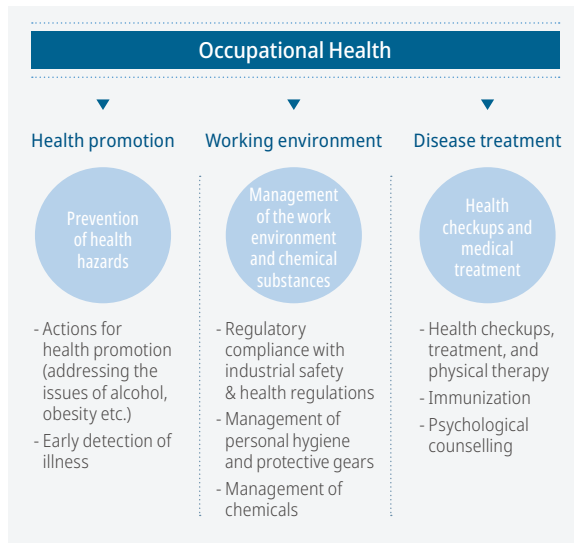 Occupational Health
Health promotion
Prevention
of health
hazards
- Actions for
health promotion
(addressing the
issues of alcohol,
obesity etc.)
- Early detection of
illness
Working environment
Management
of the work
environment
and chemical
substances
- Regulatory
compliance with
industrial safety
& health regulations
- Management of
personal hygiene
and protective gears
- Management of
chemicals
Disease treatment
Health
checkups and
medical
treatment
- Health checkups,
treatment, and
physical therapy
- Immunization
- Psychological
counselling